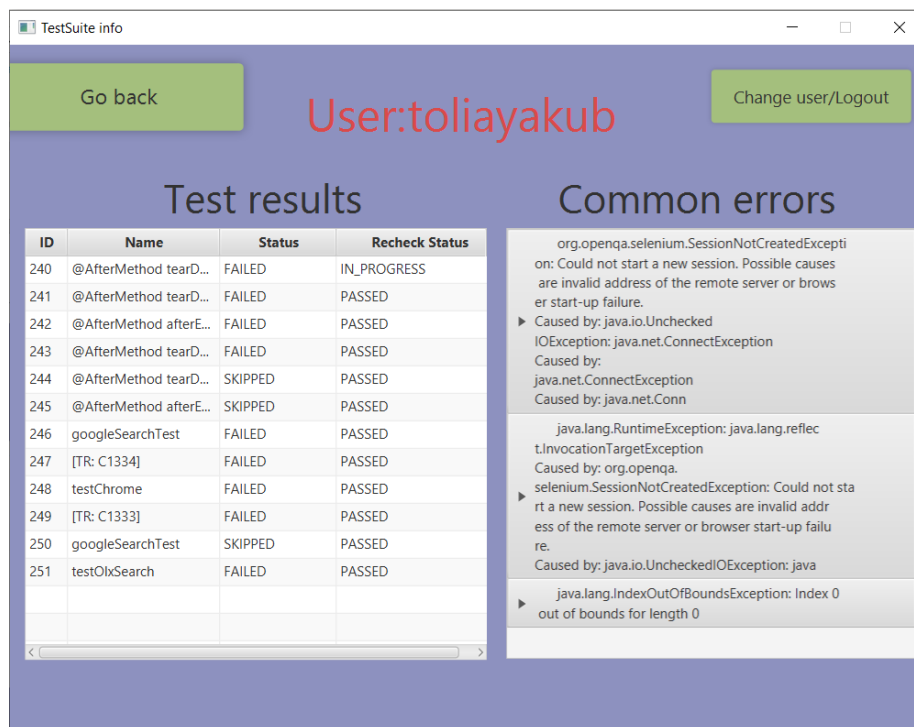 TestSuite info
Go back
User:toliayakub
Change user/Logout
Test results
ID Name Status Recheck Status
240 @AfterMethod tearD... FAILED IN_PROGRESS
241 @AfterMethod tearD... FAILED PASSED
242 @AfterMethod afterE... FAILED PASSED
243 @AfterMethod tearD... FAILED PASSED
244 @AfterMethod tearD... SKIPPED PASSED
245 @AfterMethod afterE... SKIPPED PASSED
246 googleSearchTest FAILED PASSED
247 [TR: C1334] FAILED PASSED
248 testChrome FAILED PASSED
249 [TR: C1333] FAILED PASSED
250 googleSearchTest SKIPPED PASSED
251 testOlxSearch FAILED PASSED
Common errors
org.openqa.selenium.SessionNotCreatedExcepti
on: Could not start a new session. Possible causes
are invalid address of the remote server or brows
er start-up failure.
Caused by: java.io.Unchecked
IOException: java.net.ConnectException
Caused by:
java.net.ConnectException
Caused by: java.net.Conn
java.lang.RuntimeException: java.lang.reflec
t.InvocationTargetException
Caused by: org.openqa.
selenium.SessionNotCreatedException: Could not sta
rt a new session. Possible causes are invalid addr
ess of the remote server or browser start-up failu
re.
Caused by: java.io.UncheckedIOException: java
java.lang.IndexOutOfBoundsException: Index 0
out of bounds for length 0